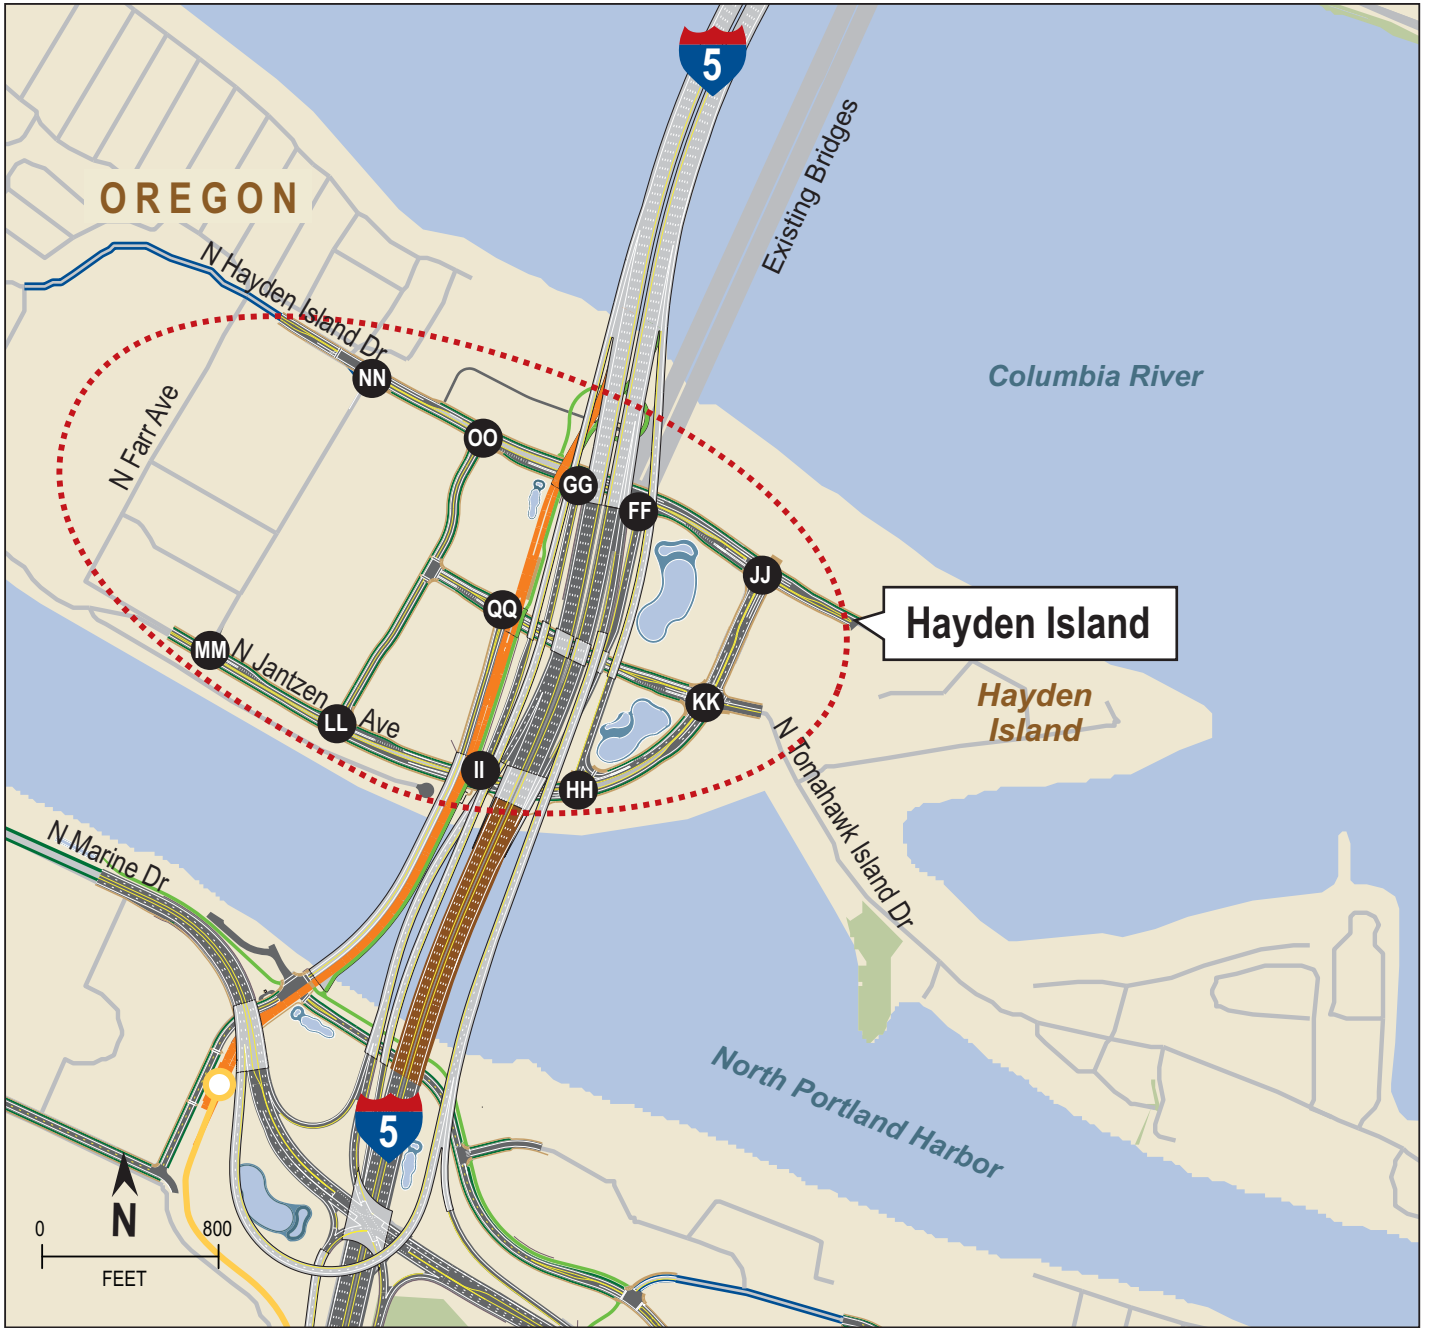 5
Existing Bridges
OREGON
N Hayden Island Dr
Columbia River
NN
N Farr Ave
OO
GG
FF
JJ
QQ
Hayden Island
MM
N Jantzen Ave
KK
Hayden
Island
LL
N Tomahawk Island Dr
II
HH
N Marine Dr
North Portland Harbor
5
N
0
800
FEET